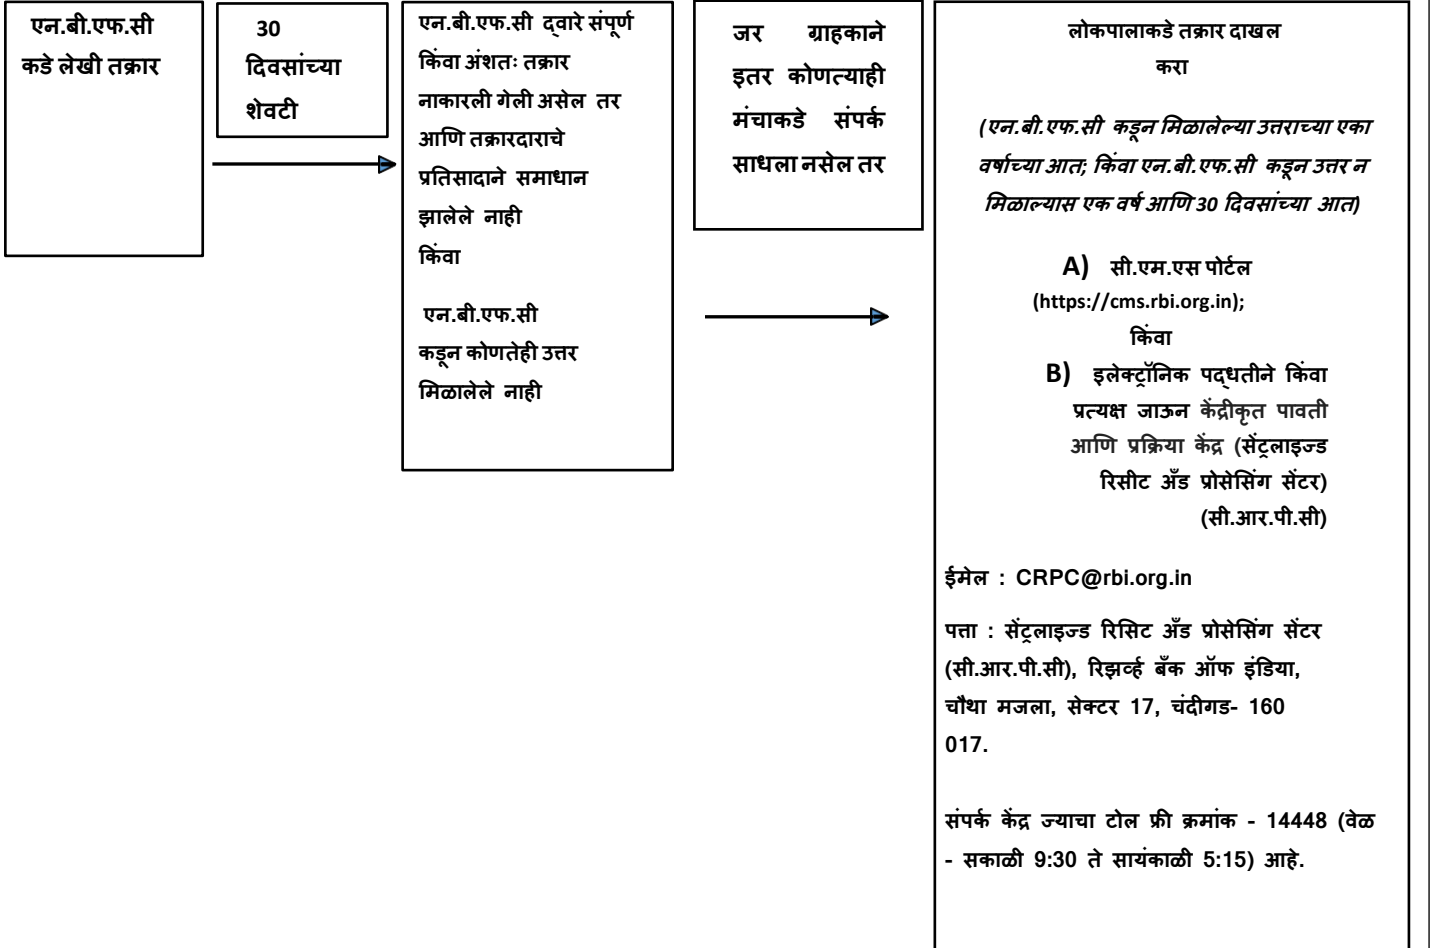 एन.बी.एफ.सी
कडे लेखी तक्रार
30
दिवसांच्या
शेवटी
एन.बी.एफ.सी द्वारे संपूर्ण
किंवा अंशतः तक्रार
नाकारली गेली असेल तर
आणि तक्रारदाराचे
प्रतिसादाने समाधान
झालेले नाही
किंवा
एन.बी.एफ.सी
कडून कोणतेही उत्तर
मिळालेले नाही
जर ग्राहकाने
इतर कोणत्याही
मंचाकडे संपर्क
साधला नसेल तर
लोकपालाकडे तक्रार दाखल
करा
(एन.बी.एफ.सी कडून मिळालेल्या उत्तराच्या एका
वर्षाच्या आत; किंवा एन.बी.एफ.सी कडून उत्तर न
मिळाल्यास एक वर्ष आणि 30 दिवसांच्या आत)
A) सी.एम.एस पोर्टल
(https://cms.rbi.org.in);
किंवा
B) इलेक्ट्रॉनिक पद्धतीने किंवा
प्रत्यक्ष जाऊन केंद्रीकृत पावती
आणि प्रक्रिया केंद्र (सेंट्रलाइज्ड
रिसीट अँड प्रोसेसिंग सेंटर)
(सी.आर.पी.सी)
ईमेल : CRPC@rbi.org.in
पत्ता : सेंट्रलाइज्ड रिसिट अँड प्रोसेसिंग सेंटर
(सी.आर.पी.सी), रिझर्व्ह बँक ऑफ इंडिया,
चौथा मजला, सेक्टर 17, चंदीगड- 160
017.
संपर्क केंद्र ज्याचा टोल फ्री क्रमांक - 14448 (वेळ
- सकाळी 9:30 ते सायंकाळी 5:15) आहे.